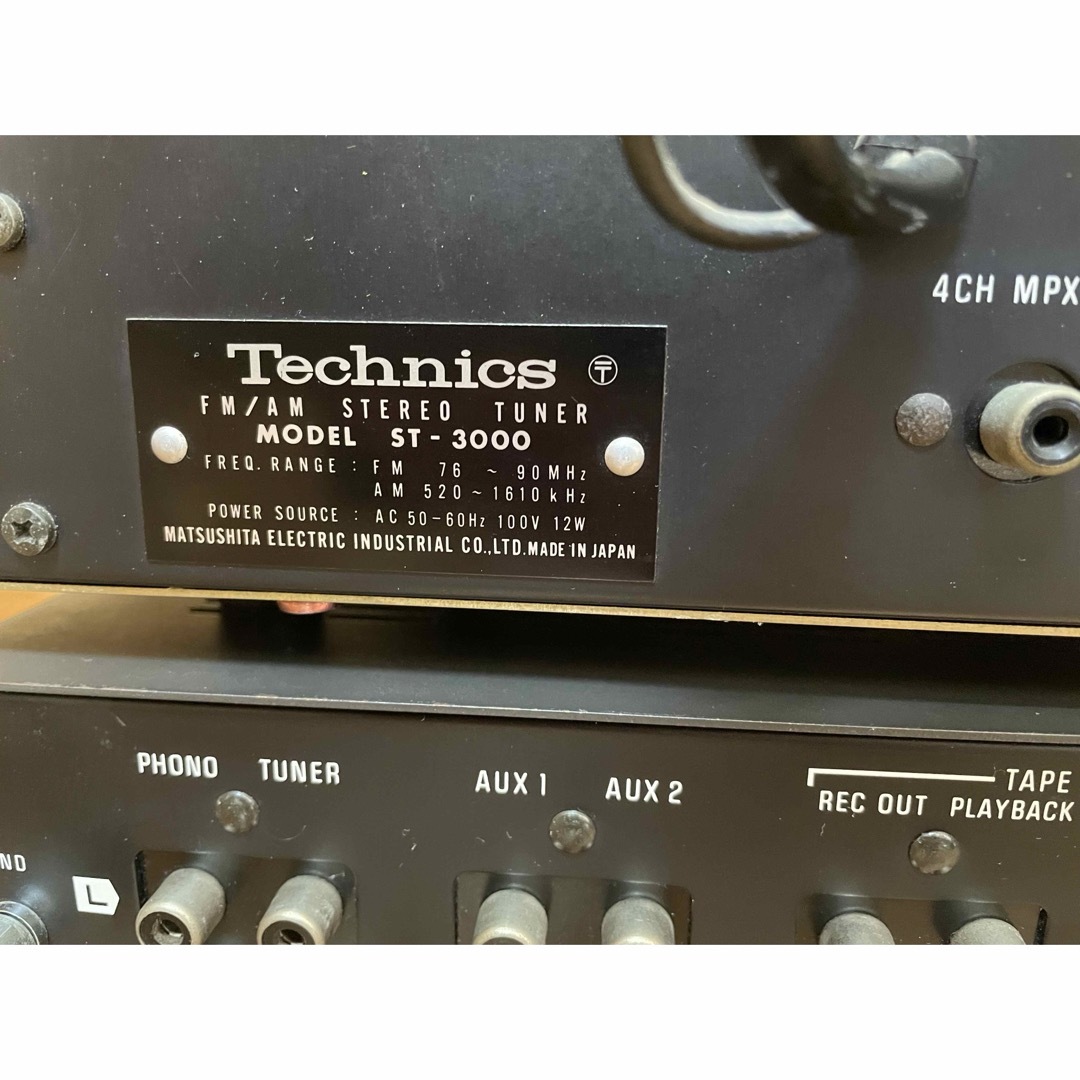 4CH MPX
Technics 〶
FM/AM STEREO TUNER
MODEL ST-3000
FREQ. RANGE : FM 76 ~ 90MHz
AM 520~1610kHz
POWER SOURCE : AC 50-60Hz 100V 12W
MATSUSHITA ELECTRIC INDUSTRIAL CO.,LTD. MADE IN JAPAN
PHONO TUNER
AUX 1 AUX 2
TAPE
REC OUT PLAYBACK
ND
L